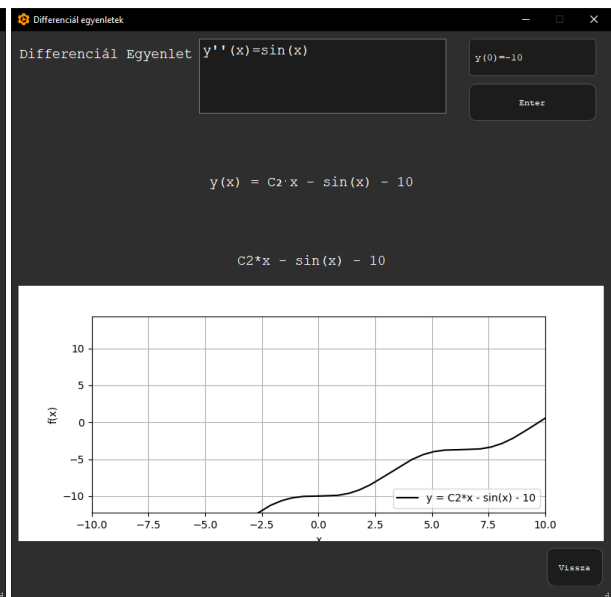 Differenciál egyenletek
Differenciál Egyenlet
y''(x)=sin(x)
y(0)=-10
Enter
y(x) = C₂·x - sin(x) - 10
C2*x - sin(x) - 10
f(x)
10
5
0
−5
−10
y = C2*x - sin(x) - 10
−10.0 −7.5 −5.0 −2.5 0.0 2.5 5.0 7.5 10.0
x
Vissza